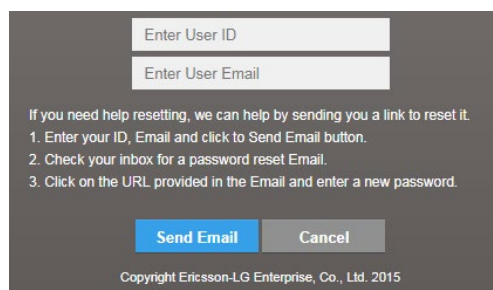 Enter User ID
Enter User Email
If you need help resetting, we can help by sending you a link to reset it.
1. Enter your ID, Email and click to Send Email button.
2. Check your inbox for a password reset Email.
3. Click on the URL provided in the Email and enter a new password.
Send Email Cancel
Copyright Ericsson-LG Enterprise, Co., Ltd. 2015